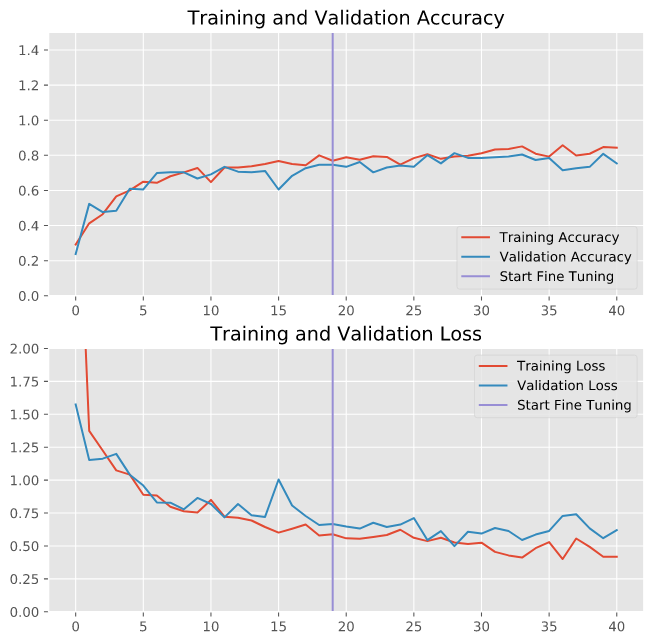 Training and Validation Accuracy
1.4
1.2
1.0
0.8
0.6
0.4
0.2
0.0
Training Accuracy
Validation Accuracy
Start Fine Tuning
0 5 10 15 20 25 30 35 40
Training and Validation Loss
2.00
1.75
1.50
1.25
1.00
0.75
0.50
0.25
0.00
Training Loss
Validation Loss
Start Fine Tuning
0 5 10 15 20 25 30 35 40